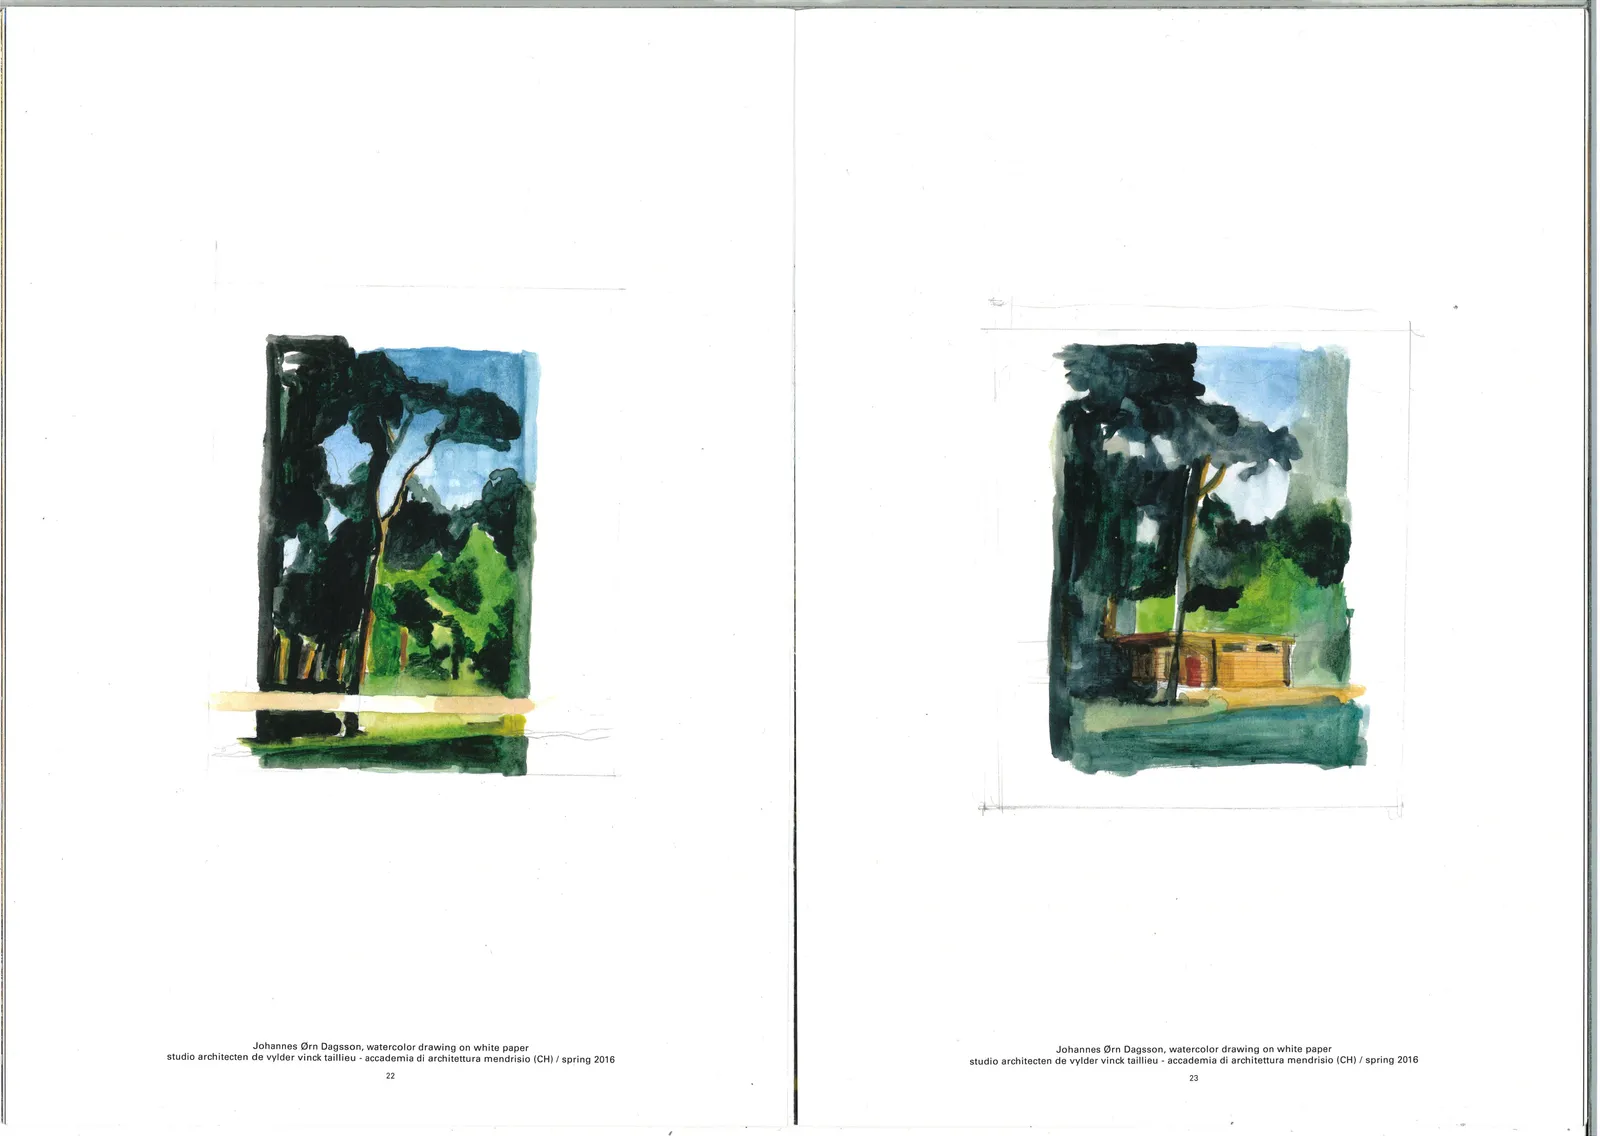 Johannes Ørn Dagsson, watercolor drawing on white paper
studio architecten de vylder vinck taillieu - accademia di architettura mendrisio (CH) / spring 2016
22
Johannes Ørn Dagsson, watercolor drawing on white paper
studio architecten de vylder vinck taillieu - accademia di architettura mendrisio (CH) / spring 2016
23